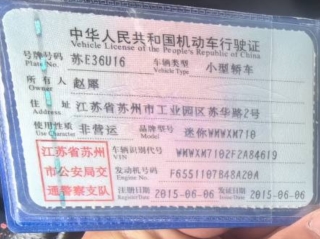 中华人民共和国机动车行驶证
Vehicle License of the People's Republic of China
号牌号码 苏E36U16 车辆类型 小型轿车
Plate No. Vehicle Type
所有人 赵
Owner
住址 江苏省苏州市工业园区苏华路2号
Address
使用性质 非营运 品牌型号 迷你WMWXM710
Use Character Model
江苏省苏州
市公安局交
通警察支队
车辆识别代号 WMWXM7102F2A84619
VIN
发动机号码 F6551107B48A20A
Engine No.
注册日期 2015-06-06 发证日期 2015-06-06
Register Date Issue Date